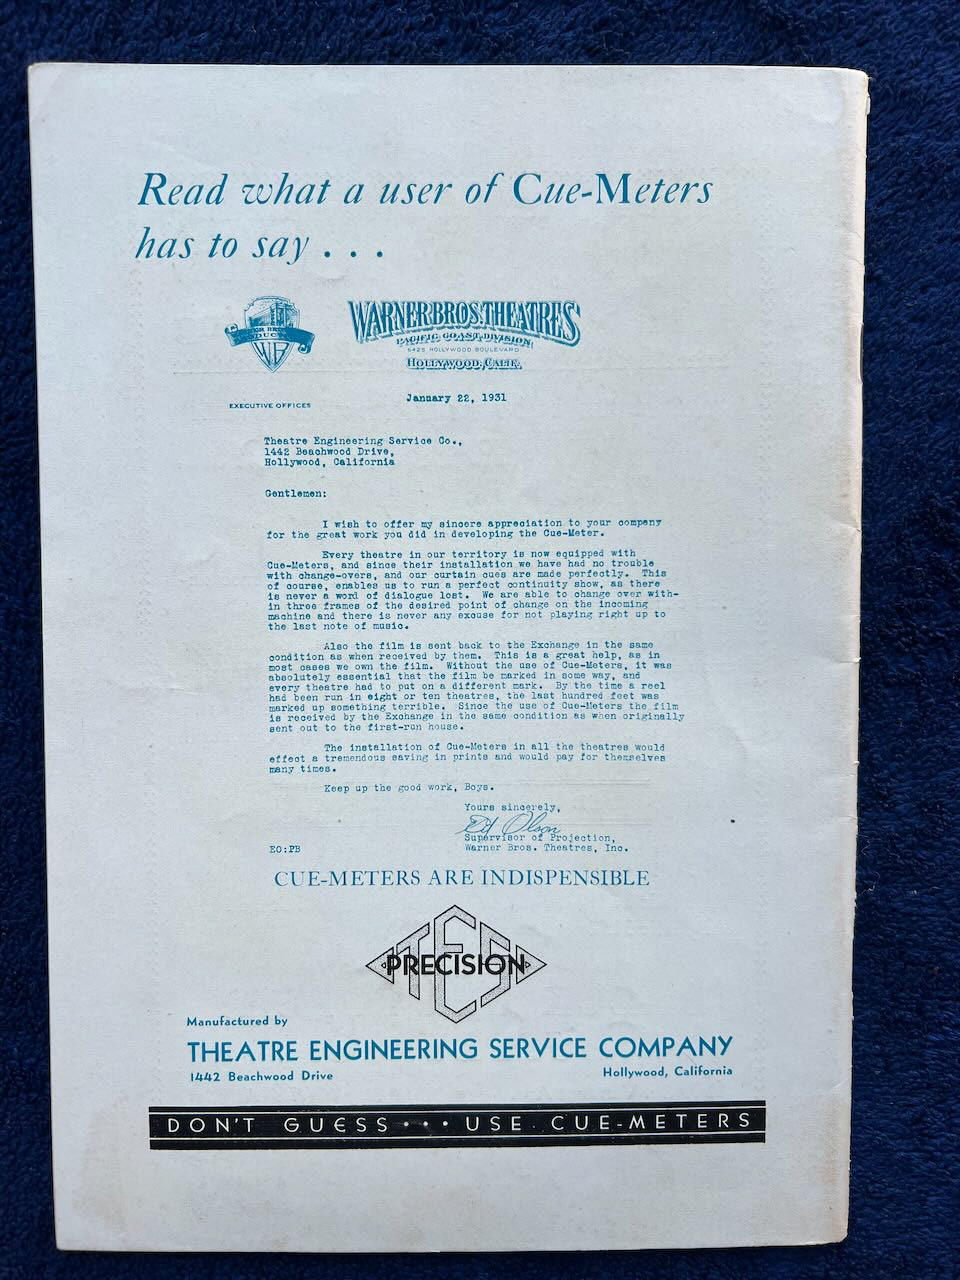 Read what a user of Cue-Meters
has to say . . .
WARNER BROS. THEATRES
PACIFIC COAST DIVISION
6425 HOLLYWOOD BOULEVARD
HOLLYWOOD, CALIF.
EXECUTIVE OFFICES
January 22, 1931
Theatre Engineering Service Co.,
1442 Beachwood Drive,
Hollywood, California
Gentlemen:
I wish to offer my sincere appreciation to your company
for the great work you did in developing the Cue-Meter.
Every theatre in our territory is now equipped with
Cue-Meters, and since their installation we have had no trouble
with change-overs, and our curtain cues are made perfectly. This
of course, enables us to run a perfect continuity show, as there
is never a word of dialogue lost. We are able to change over with-
in three frames of the desired point of change on the incoming
machine and there is never any excuse for not playing right up to
the last note of music.
Also the film is sent back to the Exchange in the same
condition as when received by them. This is a great help, as in
most cases we own the film. Without the use of Cue-Meters, it was
absolutely essential that the film be marked in some way, and
every theatre had to put on a different mark. By the time a reel
had been run in eight or ten theatres, the last hundred feet was
marked up something terrible. Since the use of Cue-Meters the film
is received by the Exchange in the same condition as when originally
sent out to the first-run house.
The installation of Cue-Meters in all the theatres would
effect a tremendous saving in prints and would pay for themselves
many times.
Keep up the good work, Boys.
Yours sincerely,
Ed Olson
Supervisor of Projection,
EO:PB Warner Bros. Theatres, Inc.
CUE-METERS ARE INDISPENSIBLE
TES
PRECISION
Manufactured by
THEATRE ENGINEERING SERVICE COMPANY
1442 Beachwood Drive Hollywood, California
DON'T GUESS ··· USE CUE-METERS